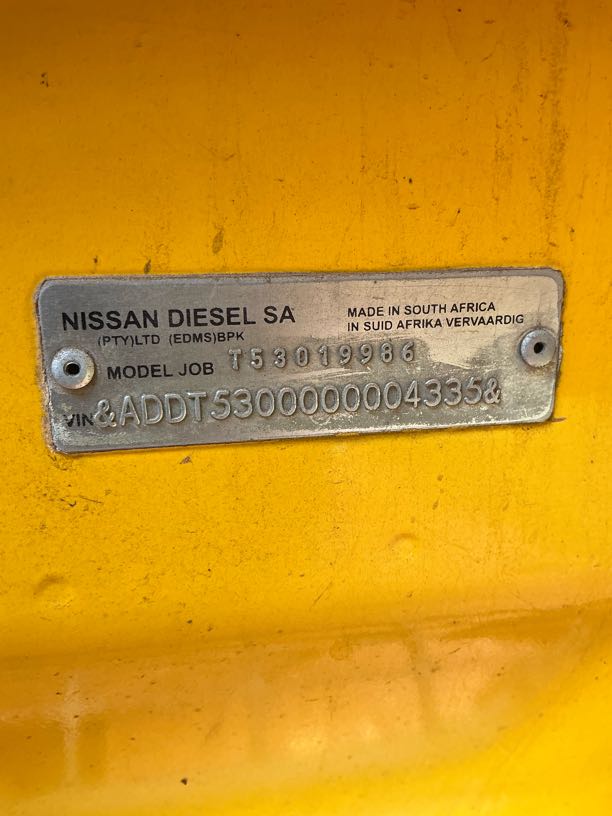 NISSAN DIESEL SA
(PTY)LTD (EDMS)BPK
MADE IN SOUTH AFRICA
IN SUID AFRIKA VERVAARDIG
MODEL JOB T53019986
VIN &ADDT5300000004335&